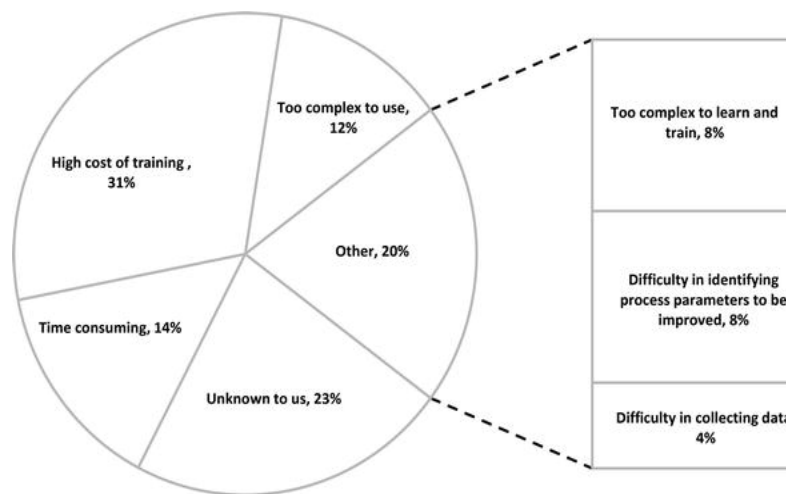 Too complex to use,
12%
High cost of training ,
31%
Other, 20%
Time consuming, 14%
Unknown to us, 23%
Too complex to learn and
train, 8%
Difficulty in identifying
process parameters to be
improved, 8%
Difficulty in collecting data
4%